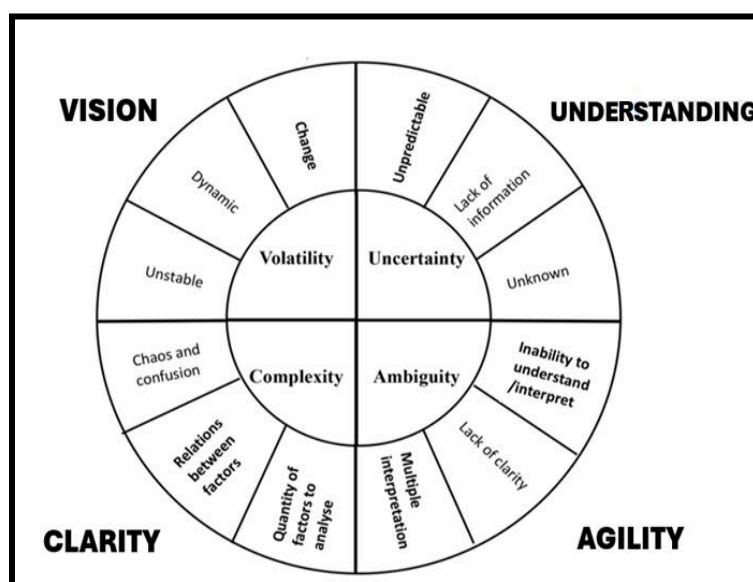 VISION
UNDERSTANDING
Change
Unpredictable
Dynamic
Lack of
information
Unstable
Volatility
Uncertainty
Unknown
Chaos and
confusion
Complexity
Ambiguity
Inability to
understand
/interpret
Relations
between
factors
Quantity of
factors to
analyse
Multiple
interpretation
Lack of clarity
CLARITY
AGILITY